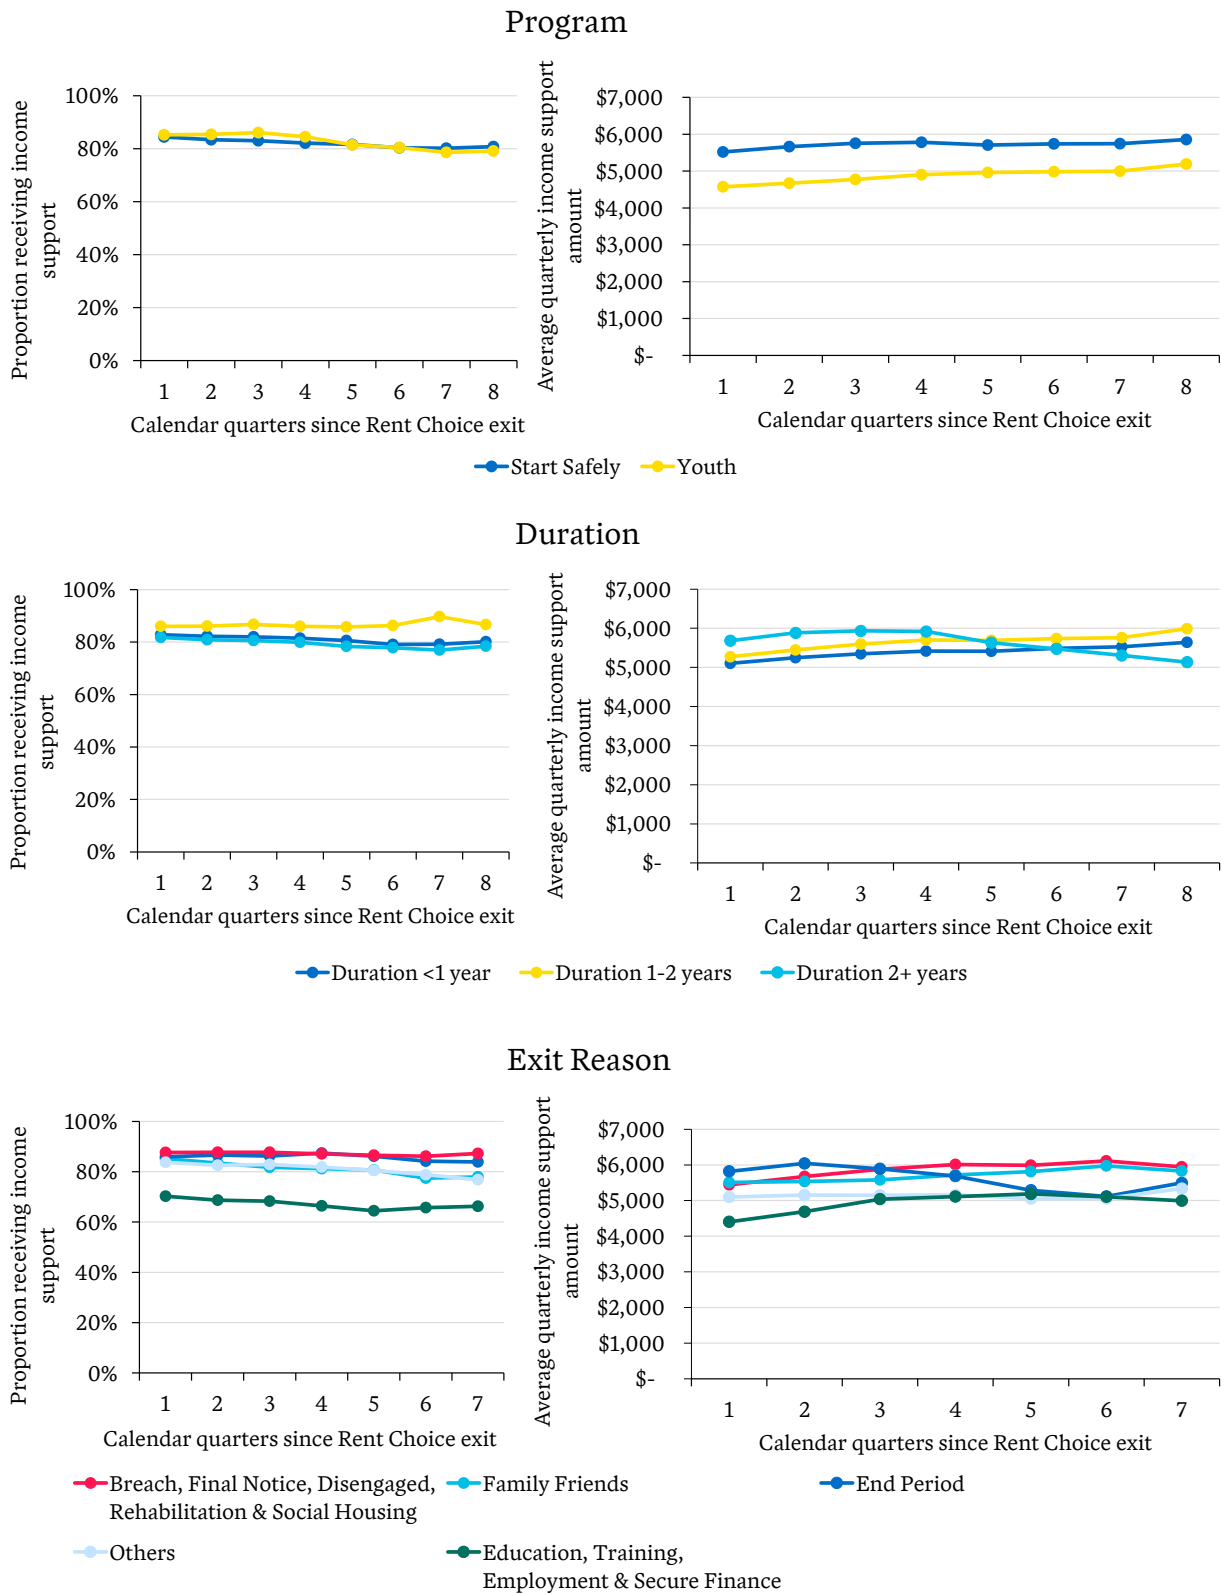 Program
Proportion receiving income
support
100%
80%
60%
40%
20%
0%
1 2 3 4 5 6 7 8
Calendar quarters since Rent Choice exit
Average quarterly income support
amount
$7,000
$6,000
$5,000
$4,000
$3,000
$2,000
$1,000
$-
1 2 3 4 5 6 7 8
Calendar quarters since Rent Choice exit
Start Safely Youth
Duration
Proportion receiving income
support
100%
80%
60%
40%
20%
0%
1 2 3 4 5 6 7 8
Calendar quarters since Rent Choice exit
Average quarterly income support
amount
$7,000
$6,000
$5,000
$4,000
$3,000
$2,000
$1,000
$-
1 2 3 4 5 6 7 8
Calendar quarters since Rent Choice exit
Duration <1 year Duration 1-2 years Duration 2+ years
Exit Reason
Proportion receiving income
support
100%
80%
60%
40%
20%
0%
1 2 3 4 5 6 7
Calendar quarters since Rent Choice exit
Average quarterly income support
amount
$7,000
$6,000
$5,000
$4,000
$3,000
$2,000
$1,000
$-
1 2 3 4 5 6 7
Calendar quarters since Rent Choice exit
Breach, Final Notice, Disengaged,
Rehabilitation & Social Housing
Family Friends
End Period
Others
Education, Training,
Employment & Secure Finance